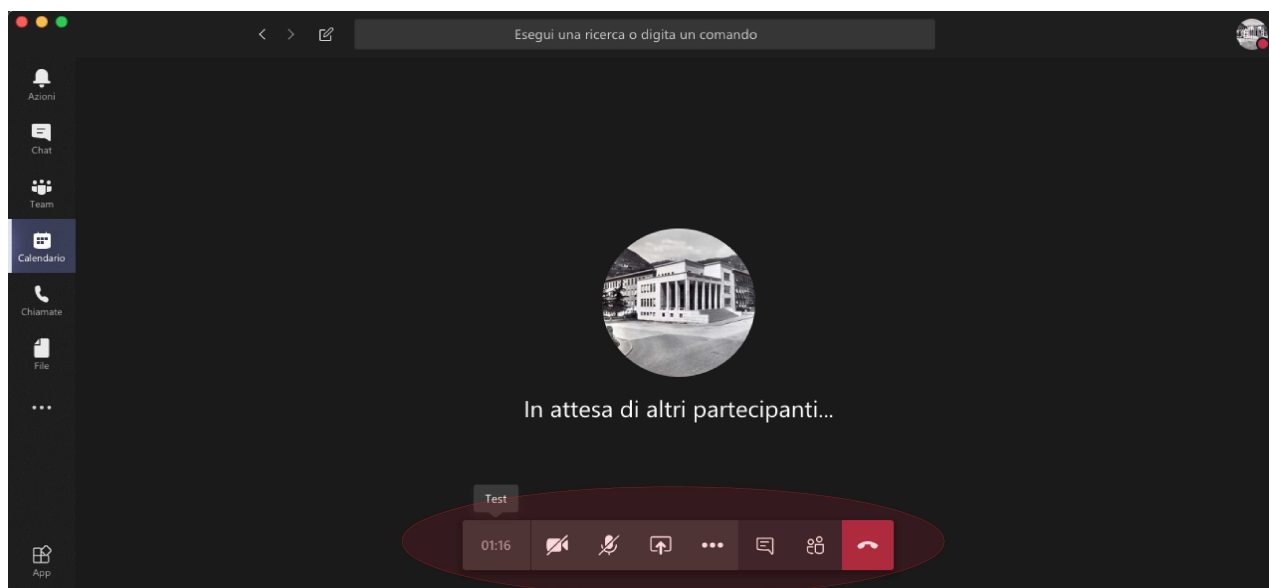 Esegui una ricerca o digita un comando
Azioni
Chat
Team
Calendario
Chiamate
File
App
In attesa di altri partecipanti...
Test
01:16